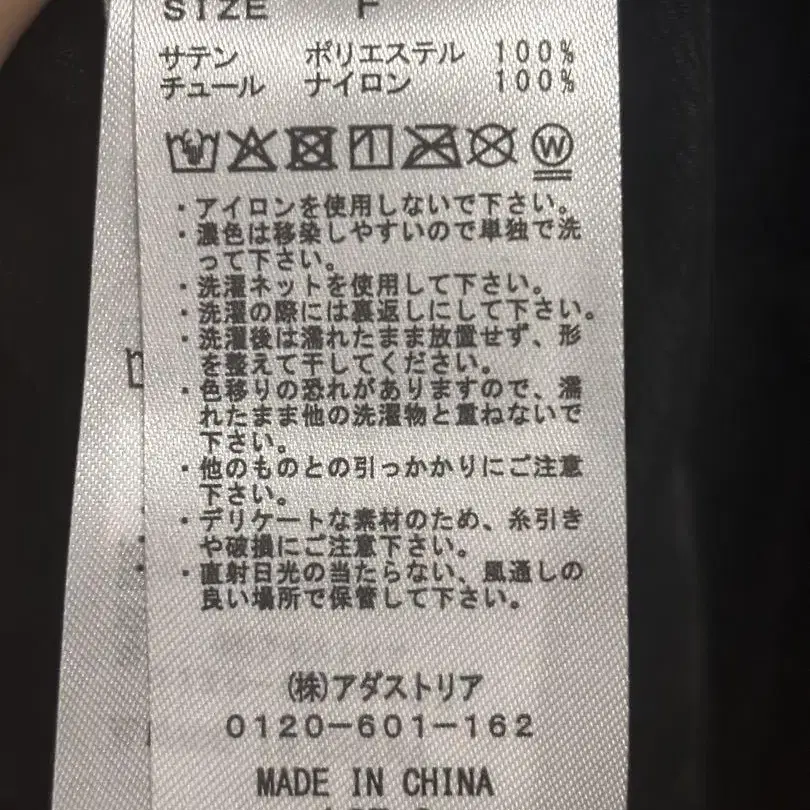 SIZE F
サテン ポリエステル 100%
チュール ナイロン 100%
W
・アイロンを使用しないで下さい。
・濃色は移染しやすいので単独で洗
って下さい。
・洗濯ネットを使用して下さい。
・洗濯の際には裏返しにして下さい。
・洗濯後は濡れたまま放置せず、形
を整えて干してください。
・色移りの恐れがありますので、濡
れたまま他の洗濯物と重ねないで
下さい。
・他のものとの引っかかりにご注意
下さい。
・デリケートな素材のため、糸引き
や破損にご注意下さい。
・直射日光の当たらない、風通しの
良い場所で保管して下さい。
(株)アダストリア
0120-601-162
MADE IN CHINA